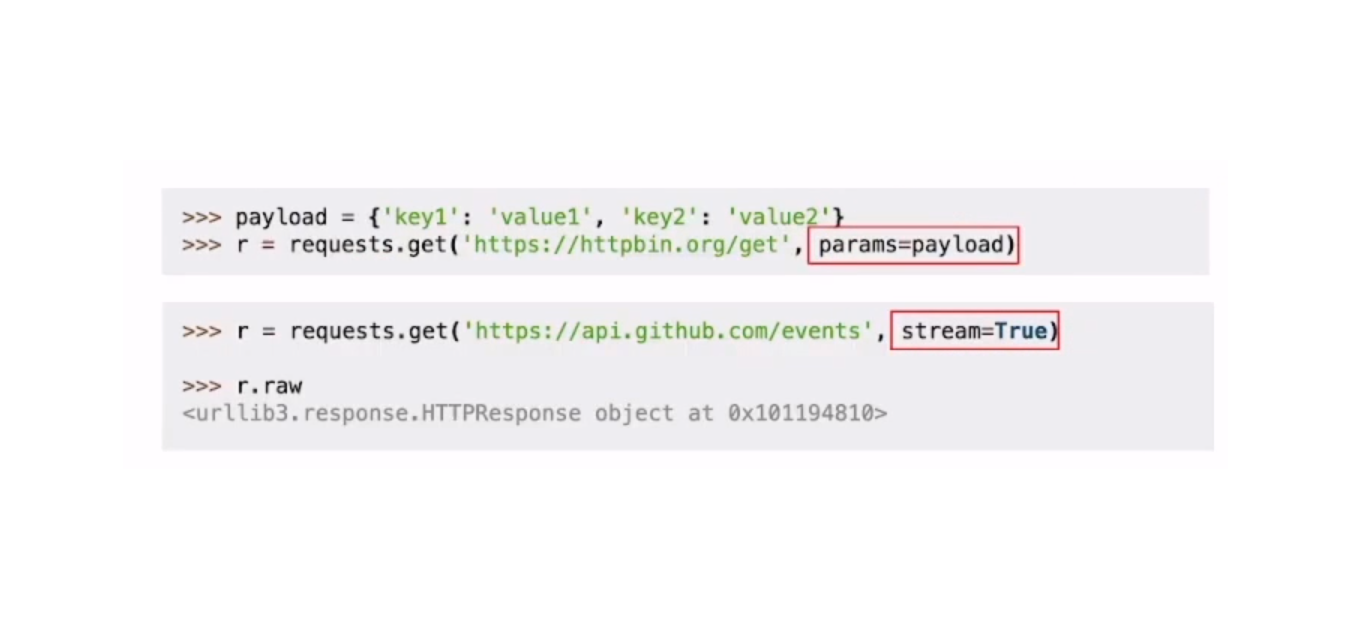 >>> payload = {'key1': 'value1', 'key2': 'value2'}
>>> r = requests.get('https://httpbin.org/get', params=payload)
>>> r = requests.get('https://api.github.com/events', stream=True)
>>> r.raw
<urllib3.response.HTTPResponse object at 0x101194810>